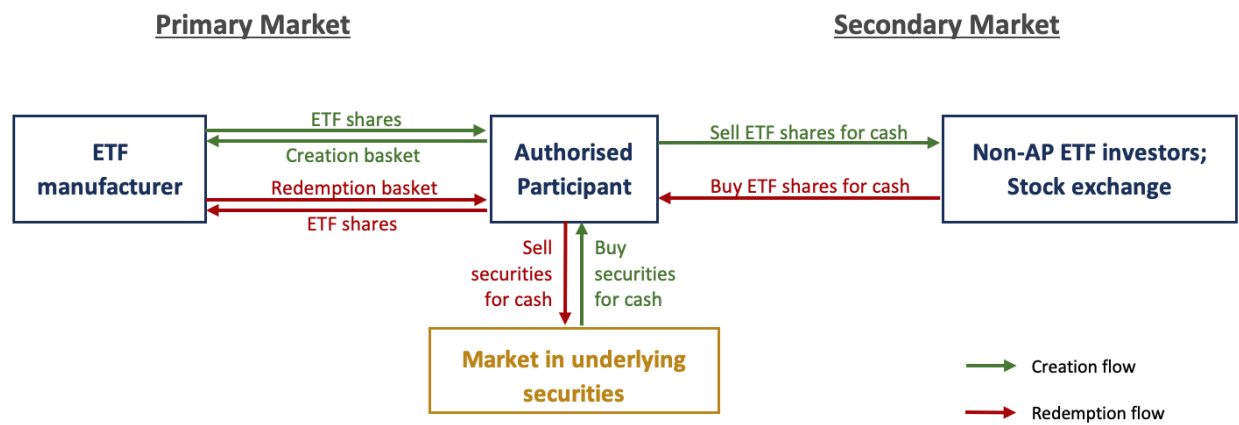 Primary Market
Secondary Market
ETF
manufacturer
ETF shares
Creation basket
Redemption basket
ETF shares
Authorised
Participant
Sell ETF shares for cash
Buy ETF shares for cash
Non-AP ETF investors;
Stock exchange
Sell
securities
for cash
Buy
securities
for cash
Market in underlying
securities
Creation flow
Redemption flow